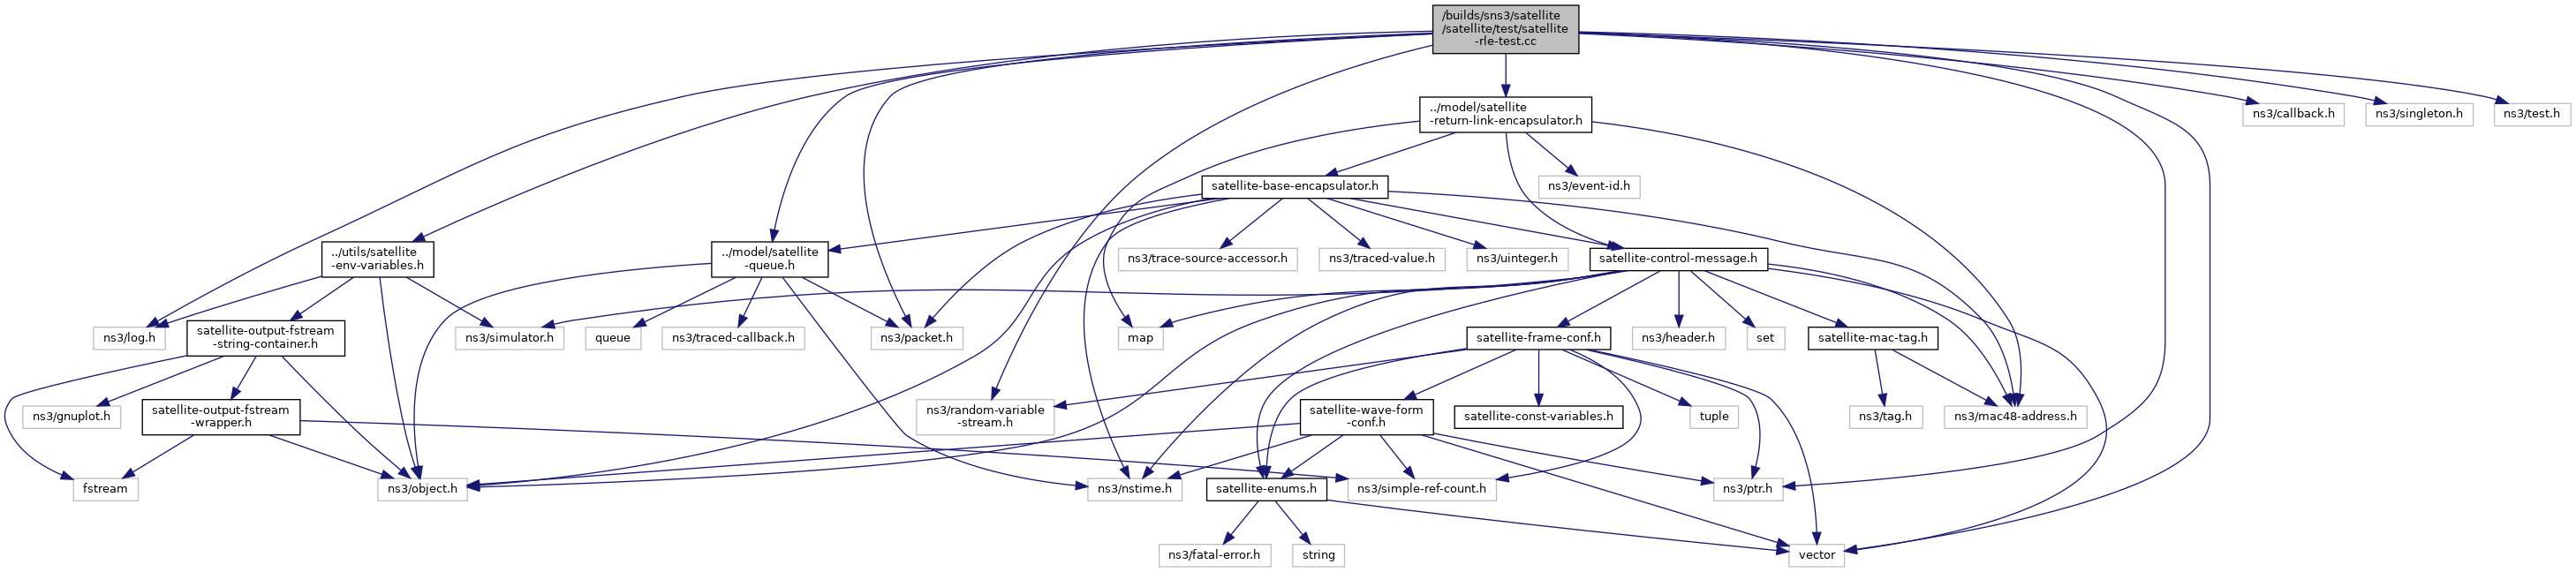 /builds/sns3/satellite
/satellite/test/satellite
-rle-test.cc
../model/satellite
-return-link-encapsulator.h
ns3/callback.h
ns3/singleton.h
ns3/test.h
satellite-base-encapsulator.h
ns3/event-id.h
../utils/satellite
-env-variables.h
../model/satellite
-queue.h
ns3/trace-source-accessor.h
ns3/traced-value.h
ns3/uinteger.h
satellite-control-message.h
ns3/log.h
satellite-output-fstream
-string-container.h
ns3/simulator.h
queue
ns3/traced-callback.h
ns3/packet.h
map
satellite-frame-conf.h
ns3/header.h
set
satellite-mac-tag.h
ns3/gnuplot.h
satellite-output-fstream
-wrapper.h
ns3/random-variable
-stream.h
satellite-wave-form
-conf.h
satellite-const-variables.h
tuple
ns3/tag.h
ns3/mac48-address.h
fstream
ns3/object.h
ns3/nstime.h
satellite-enums.h
ns3/simple-ref-count.h
ns3/ptr.h
ns3/fatal-error.h
string
vector